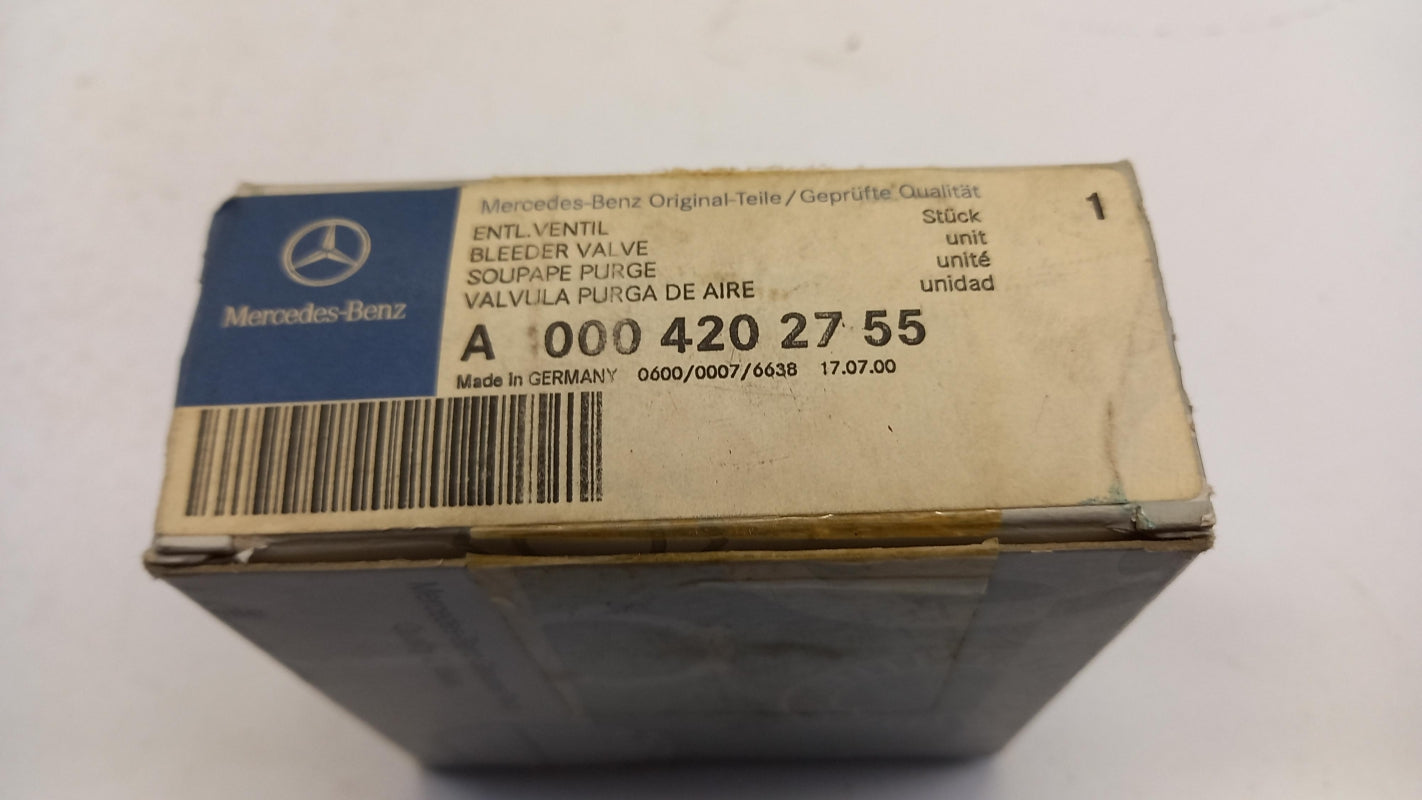 Mercedes-Benz
Mercedes-Benz Original-Teile/Geprüfte Qualität
ENTL.VENTIL Stück 1
BLEEDER VALVE unit
SOUPAPE PURGE unité
VALVULA PURGA DE AIRE unidad
A 000 420 27 55
Made in GERMANY 0600/0007/6638 17.07.00